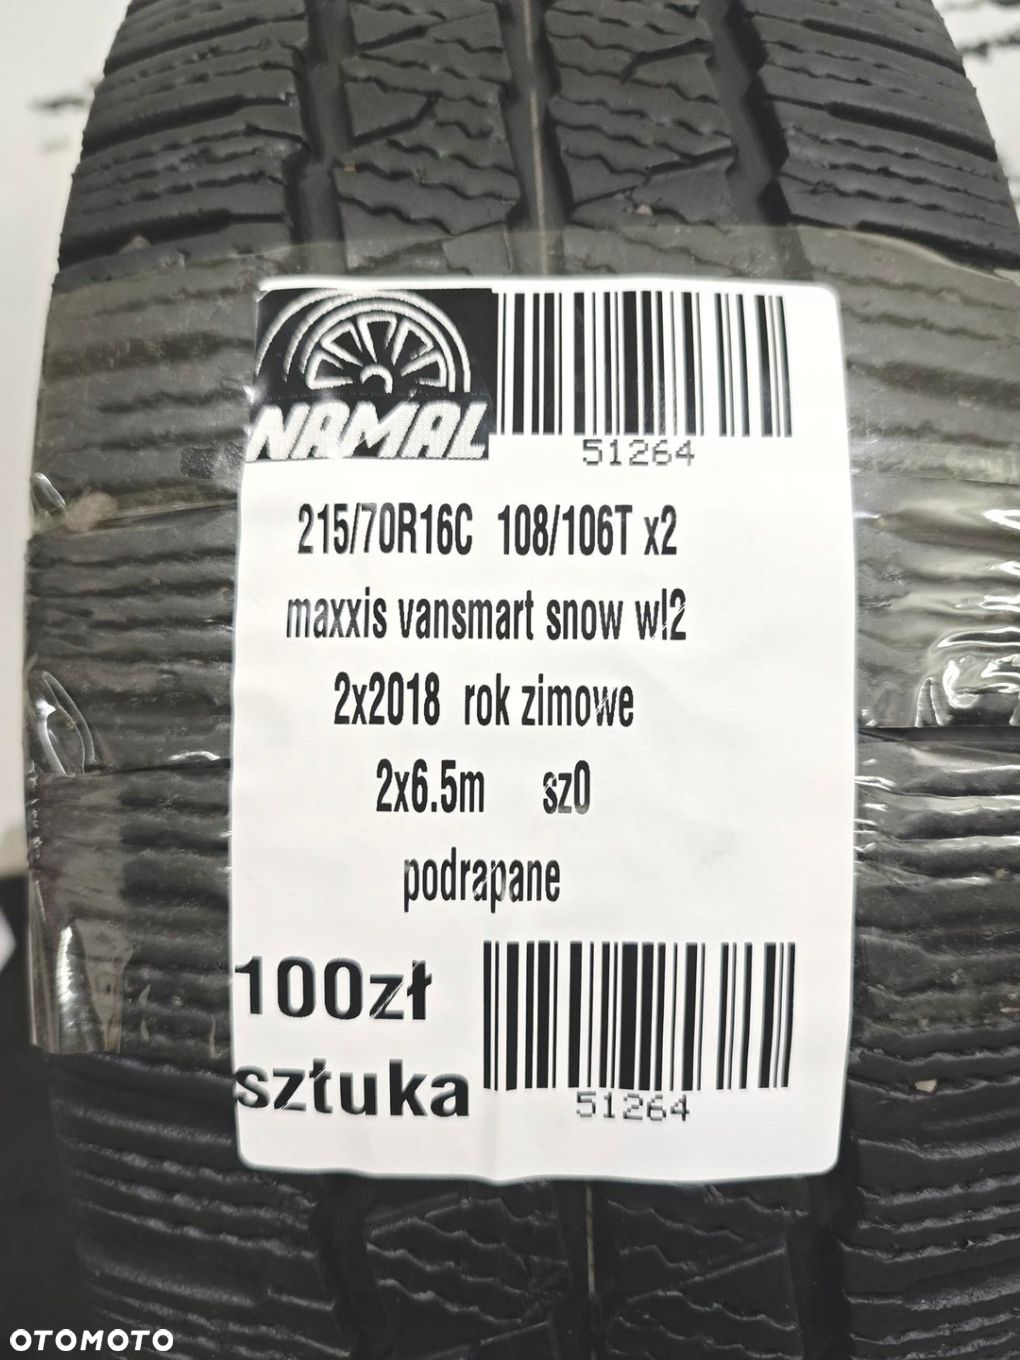 NAMAL
51264
215/70R16C 108/106T x2
maxxis vansmart snow wl2
2x2018 rok zimowe
2x6.5m sz0
podrapane
100zł
sztuka
51264
OTOMOTO